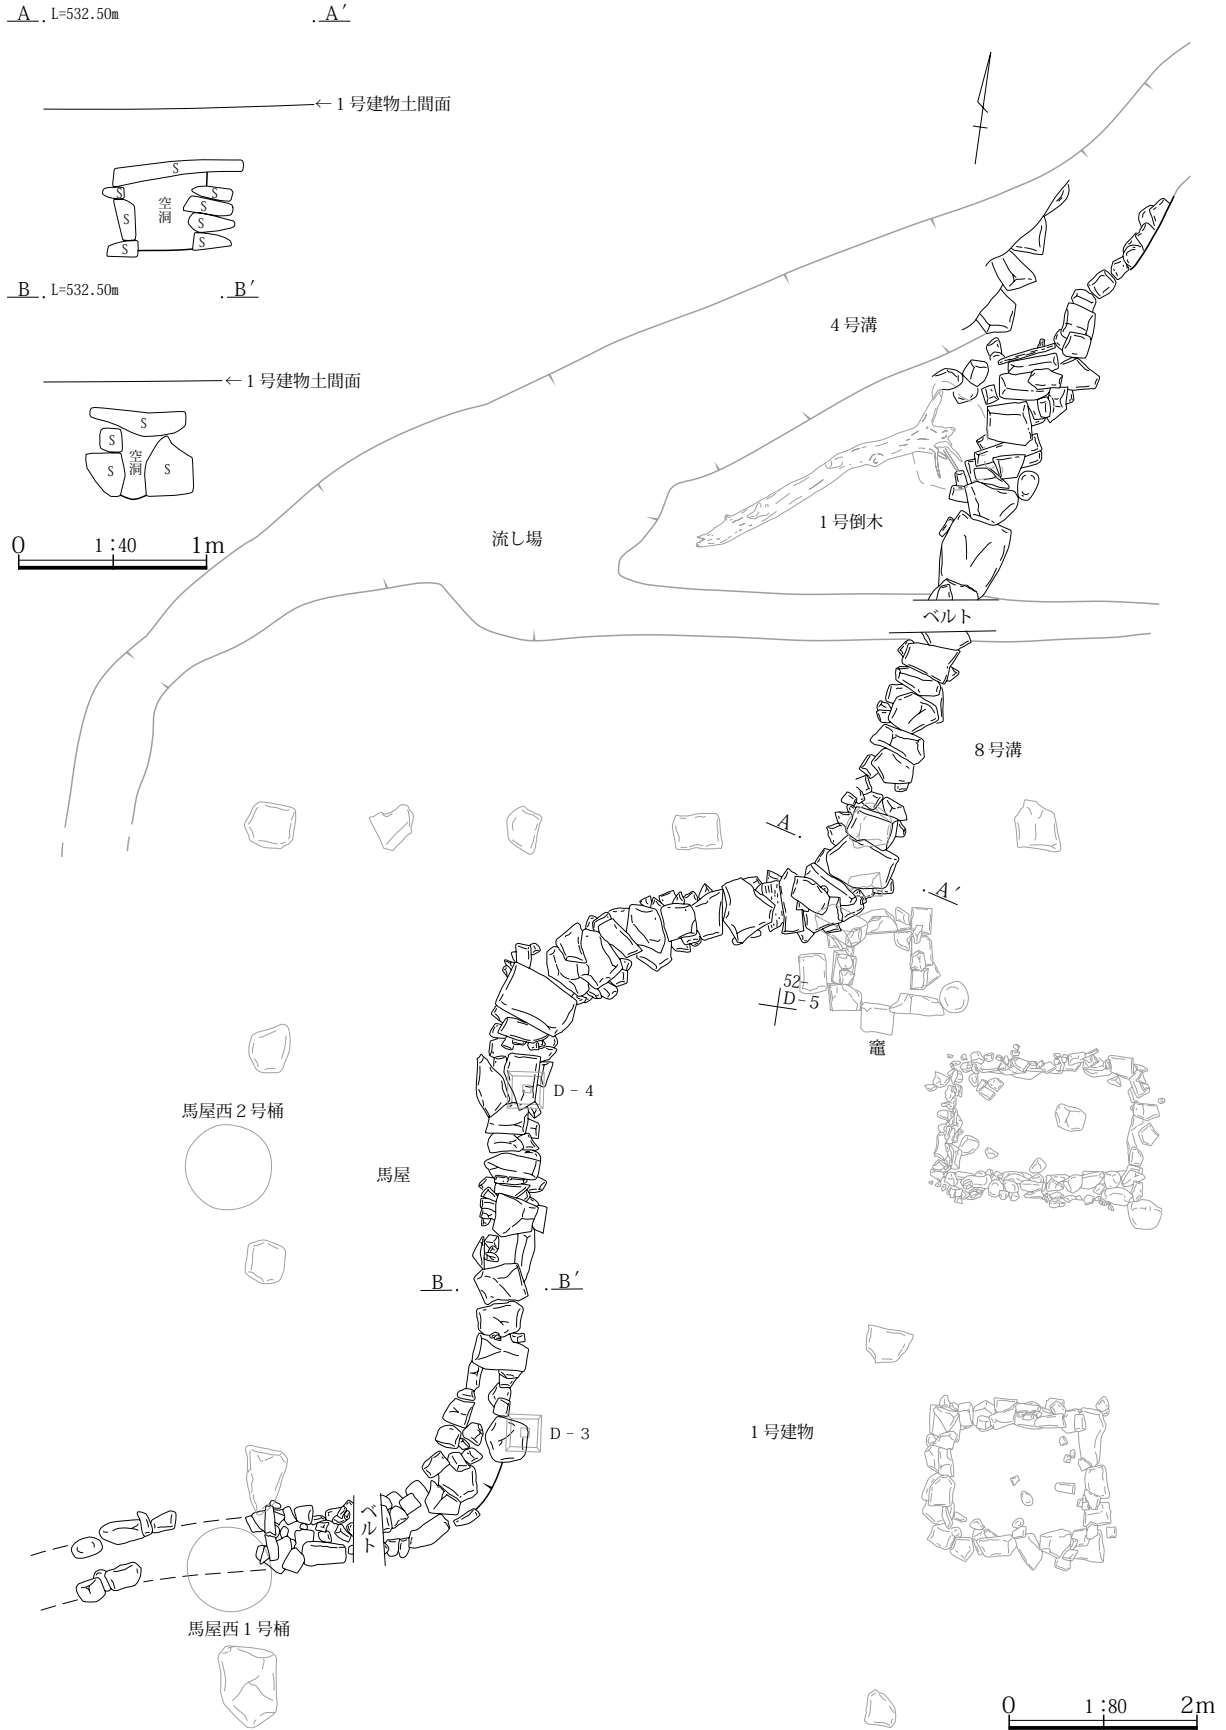 A . L=532.50m . A′
←1号建物土間面
S
S
S
空洞
S
S
S
S
S
B . L=532.50m . B′
←1号建物土間面
S
S
空洞
S
S
0 1:40 1m
4号溝
1号倒木
流し場
ベルト
8号溝
A .
. A′
52-
D-5
竈
D-4
馬屋西2号桶
馬屋
B . . B′
1号建物
D-3
ベルト
馬屋西1号桶
0 1:80 2m